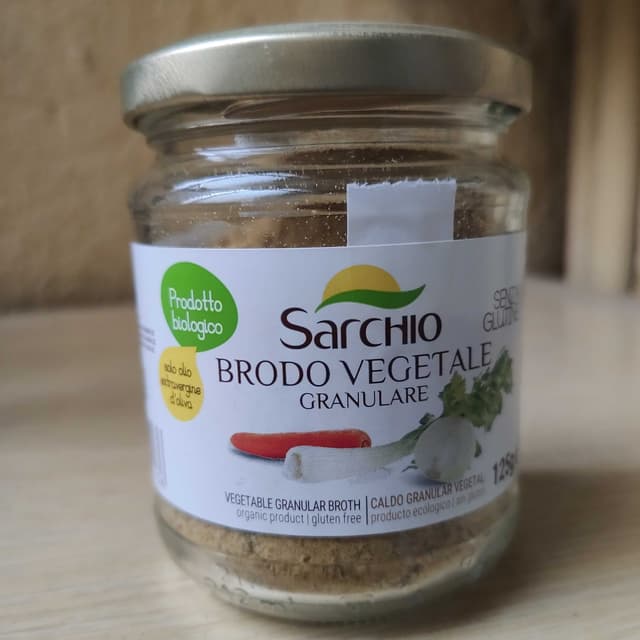 Prodotto
biologico
solo olio
extravergine
d'oliva
Sarchio
SENZA
GLUTINE
BRODO VEGETALE
GRANULARE
125g
VEGETABLE GRANULAR BROTH
organic product | gluten free
CALDO GRANULAR VEGETAL
producto ecológico | sin gluten